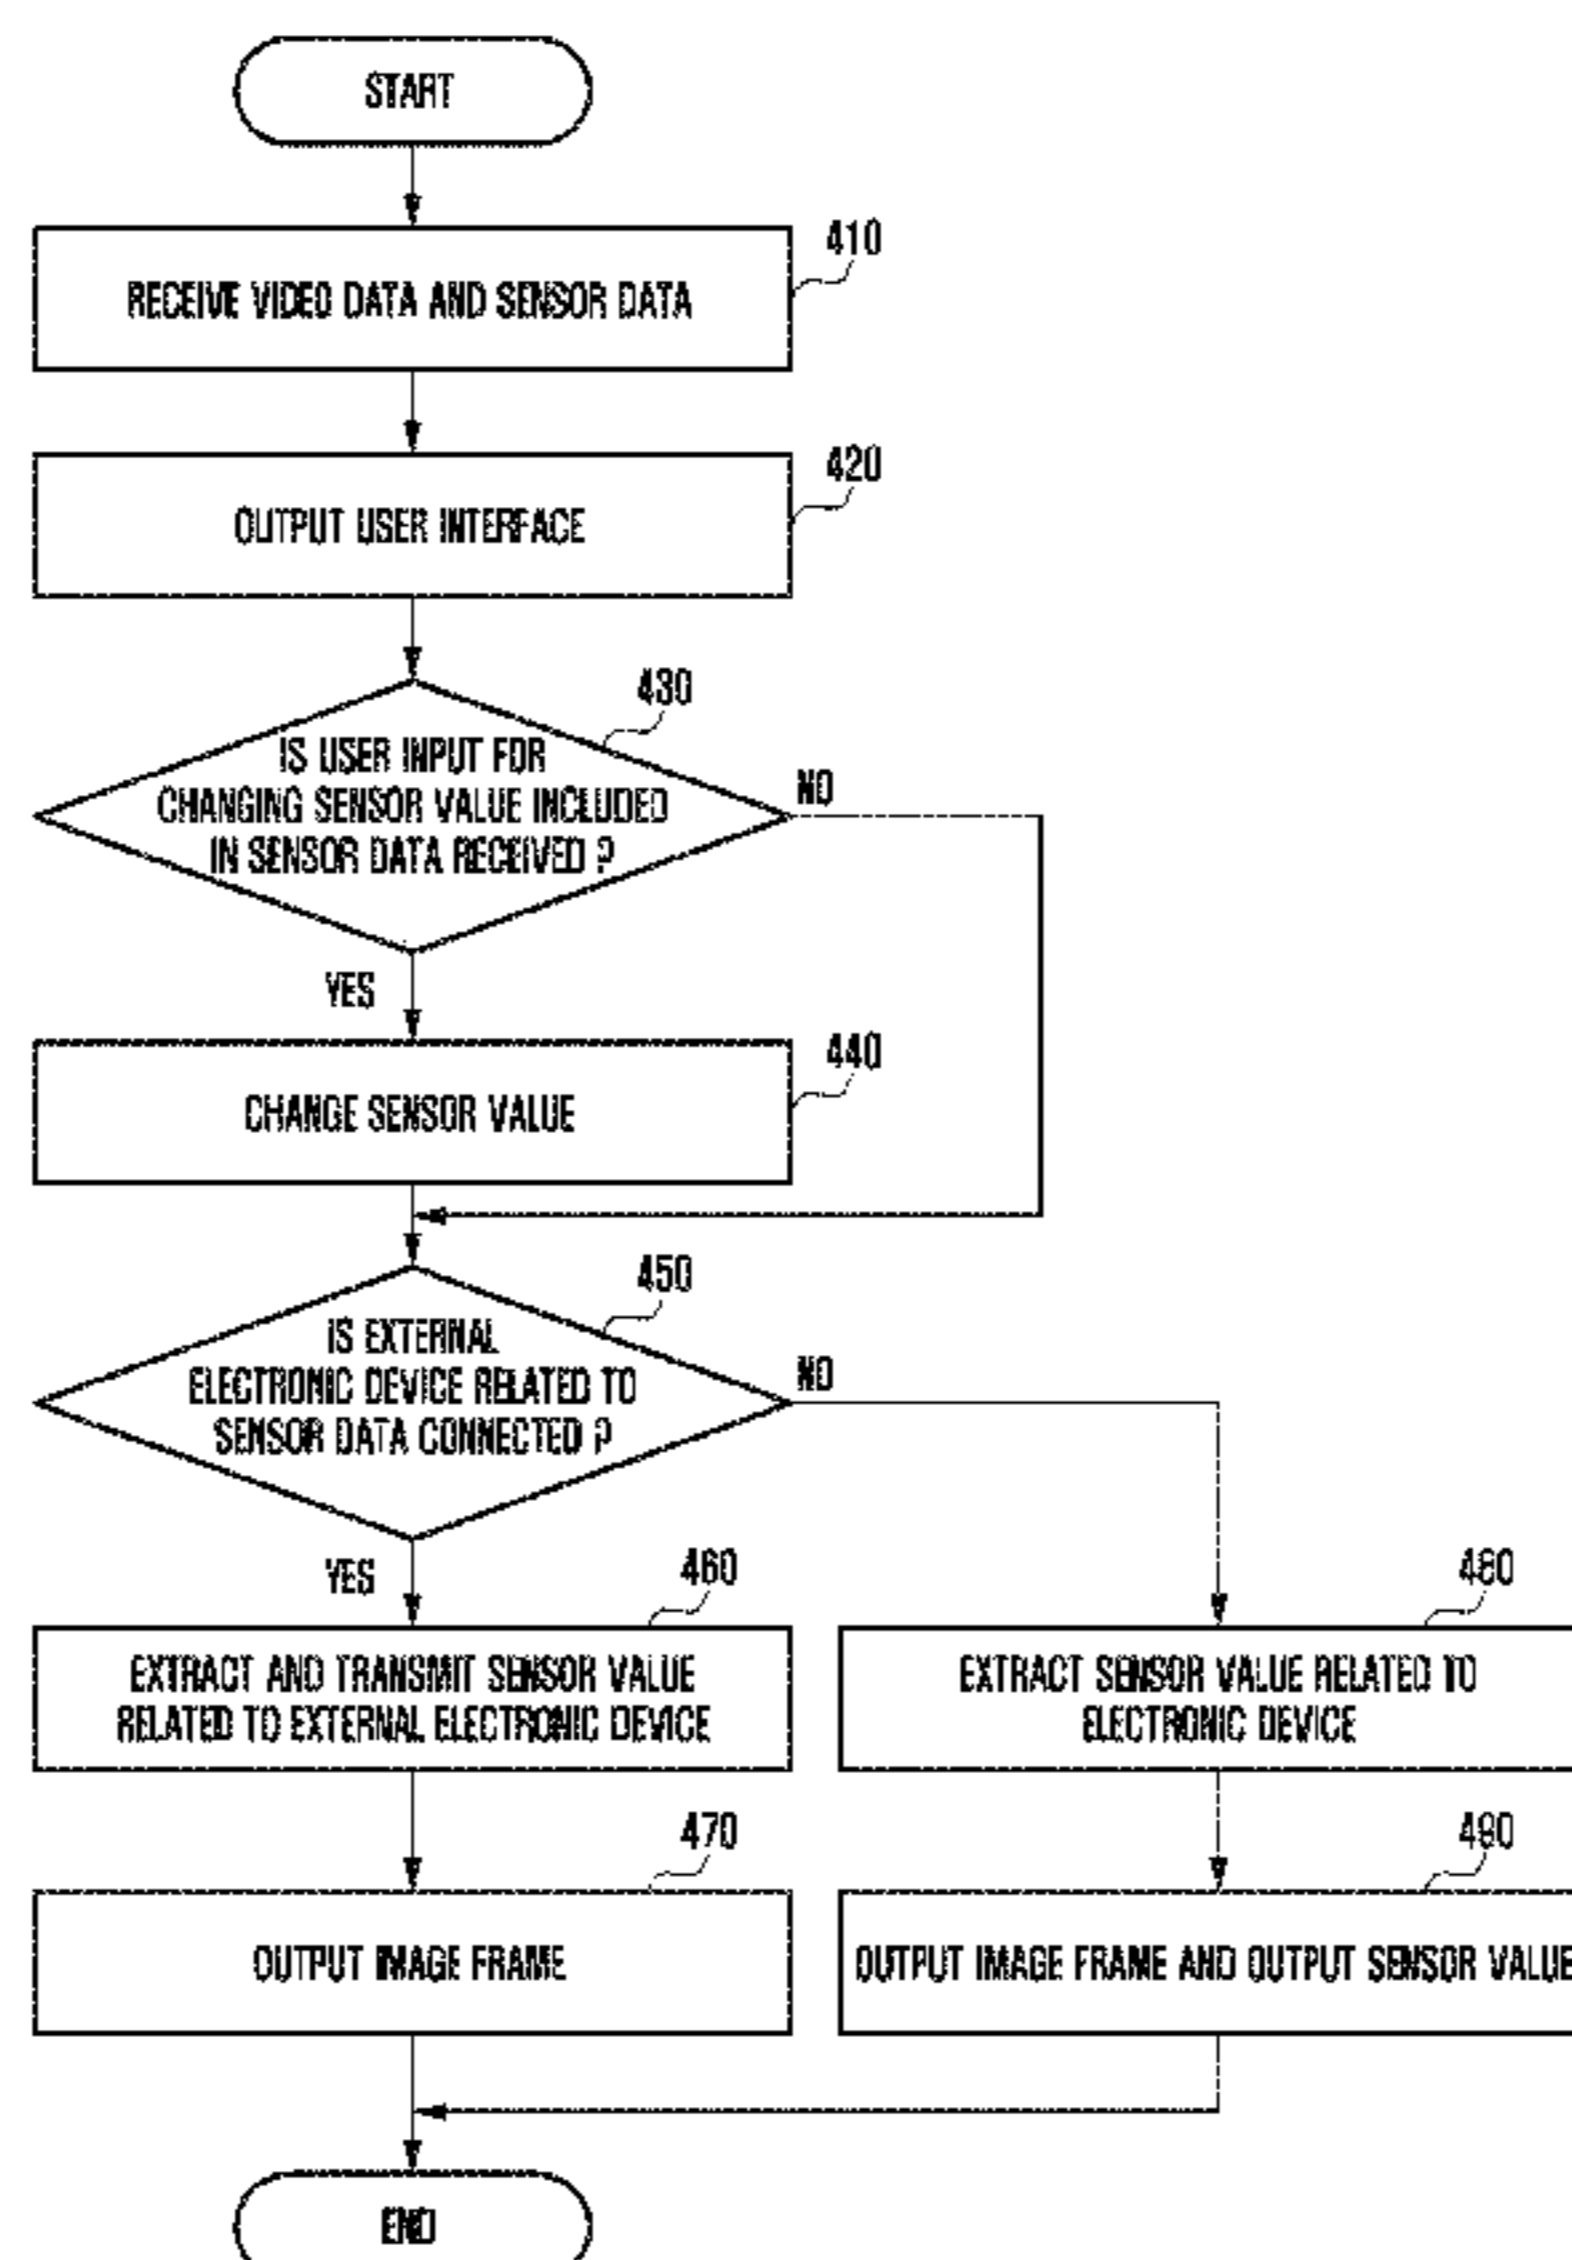 START
410
RECEIVE VIDEO DATA AND SENSOR DATA
420
OUTPUT USER INTERFACE
430
IS USER INPUT FOR
CHANGING SENSOR VALUE INCLUDED
IN SENSOR DATA RECEIVED ?
NO
YES
440
CHANGE SENSOR VALUE
450
IS EXTERNAL
ELECTRONIC DEVICE RELATED TO
SENSOR DATA CONNECTED ?
NO
YES
460
EXTRACT AND TRANSMIT SENSOR VALUE
RELATED TO EXTERNAL ELECTRONIC DEVICE
480
EXTRACT SENSOR VALUE RELATED TO
ELECTRONIC DEVICE
470
OUTPUT IMAGE FRAME
490
OUTPUT IMAGE FRAME AND OUTPUT SENSOR VALUE
END